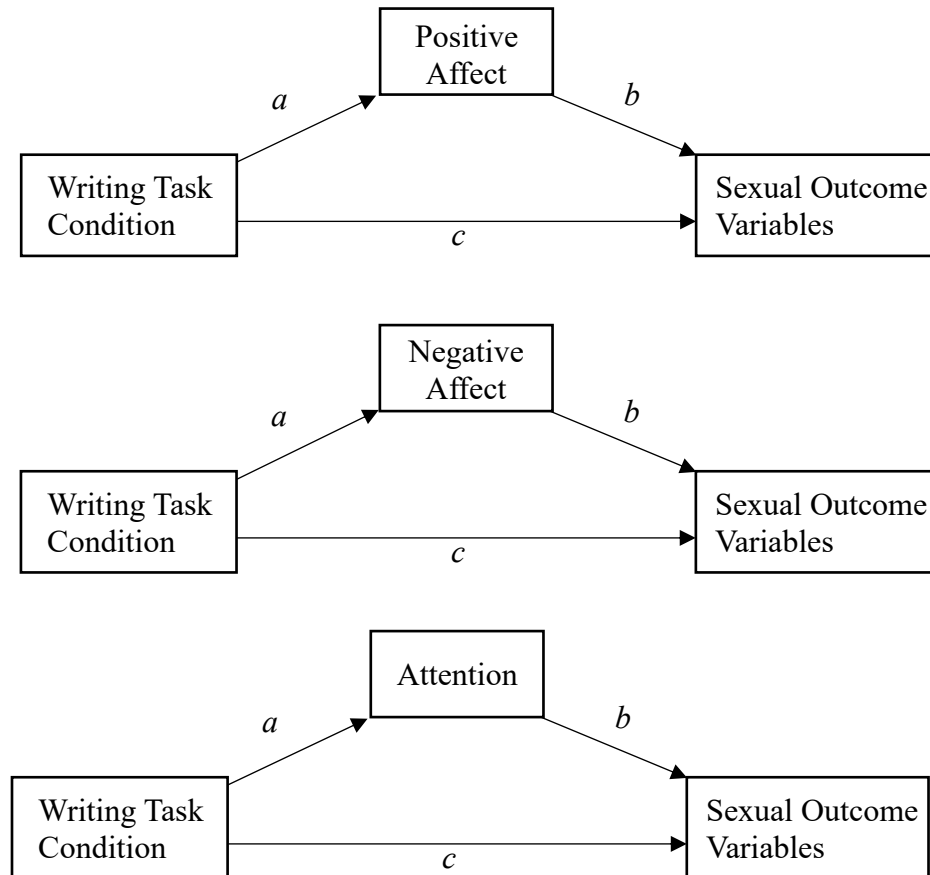 Positive
Affect
a
b
Writing Task
Condition
Sexual Outcome
Variables
c
Negative
Affect
a
b
Writing Task
Condition
Sexual Outcome
Variables
c
Attention
a
b
Writing Task
Condition
Sexual Outcome
Variables
c